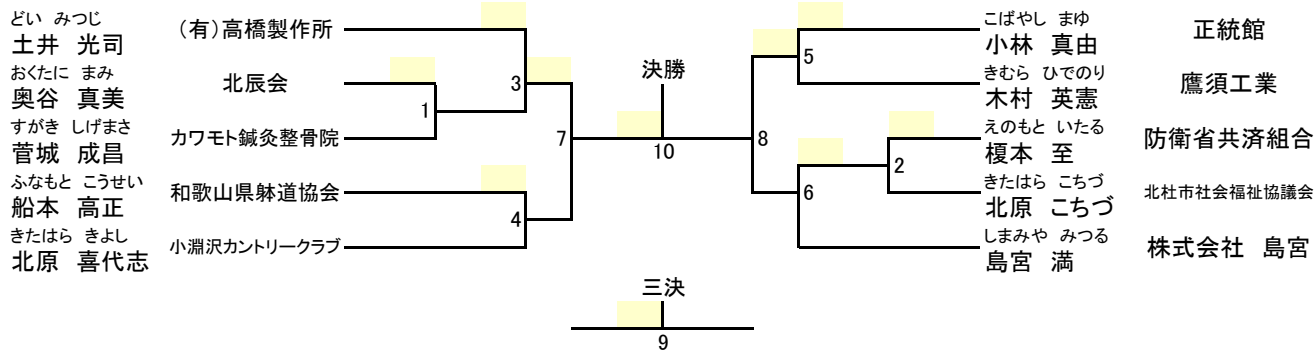 どい みつじ
土井 光司 (有)高橋製作所
おくたに まみ
奥谷 真美 北辰会
すがき しげまさ
菅城 成昌 カワモト鍼灸整骨院
ふなもと こうせい
船本 高正 和歌山県躰道協会
きたはら きよし
北原 喜代志 小淵沢カントリークラブ
1
3
4
7
決勝
10
三決
9
8
5
6
2
こばやし まゆ
小林 真由 正統館
きむら ひでのり
木村 英憲 鷹須工業
えのもと いたる
榎本 至 防衛省共済組合
きたはら こちづ
北原 こちづ 北杜市社会福祉協議会
しまみや みつる
島宮 満 株式会社 島宮